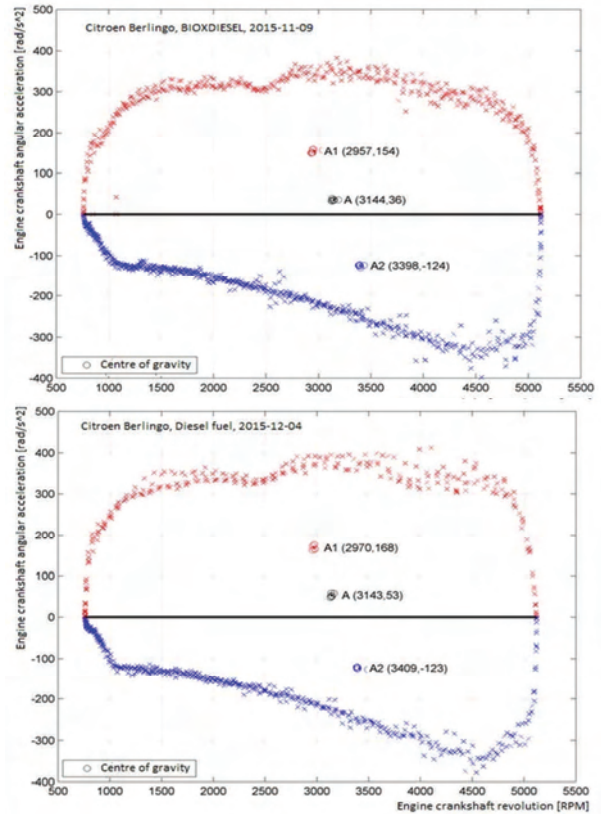 Citroen Berlingo, BIOXDIESEL, 2015-11-09
Engine crankshaft angular acceleration [rad/s^2]
500
400
300
200
100
0
-100
-200
-300
-400
A1 (2957,154)
A (3144,36)
A2 (3398,-124)
Centre of gravity
500 1000 1500 2000 2500 3000 3500 4000 4500 5000 5500
Citroen Berlingo, Diesel fuel, 2015-12-04
Engine crankshaft angular acceleration [rad/s^2]
500
400
300
200
100
0
-100
-200
-300
-400
A1 (2970,168)
A (3143,53)
A2 (3409,-123)
Centre of gravity
500 1000 1500 2000 2500 3000 3500 4000 4500 5000 5500
Engine crankshaft revolution [RPM]